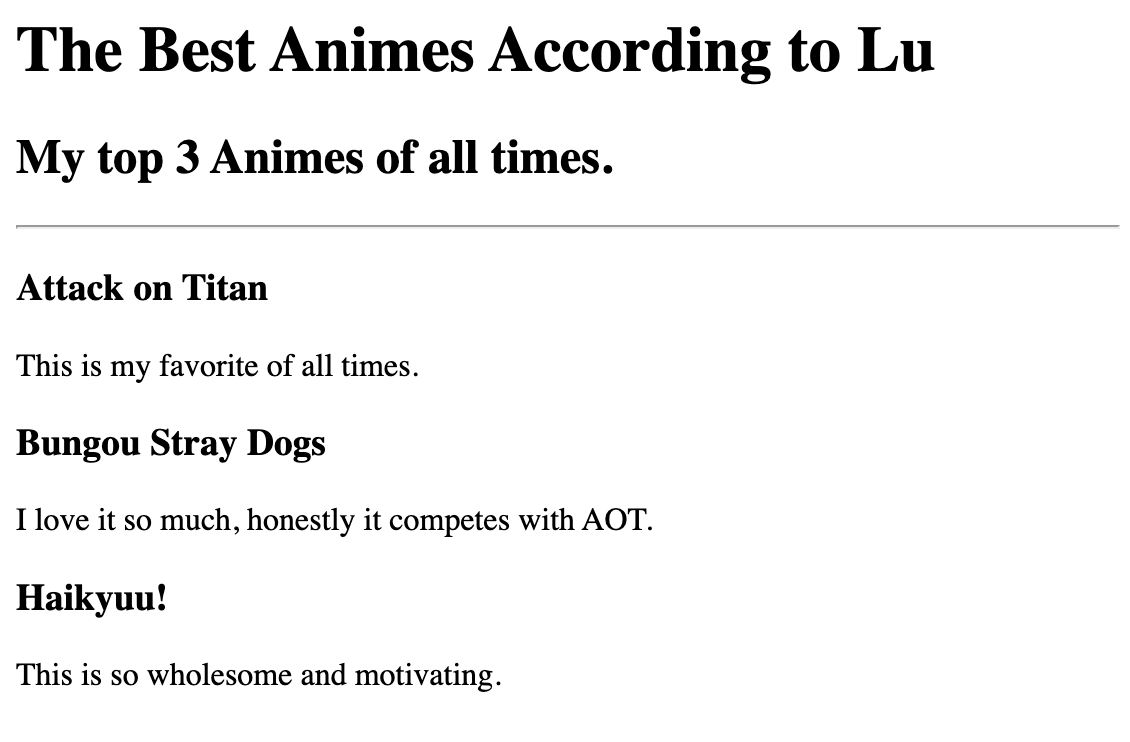 The Best Animes According to Lu
My top 3 Animes of all times.
Attack on Titan
This is my favorite of all times.
Bungou Stray Dogs
I love it so much, honestly it competes with AOT.
Haikyuu!
This is so wholesome and motivating.